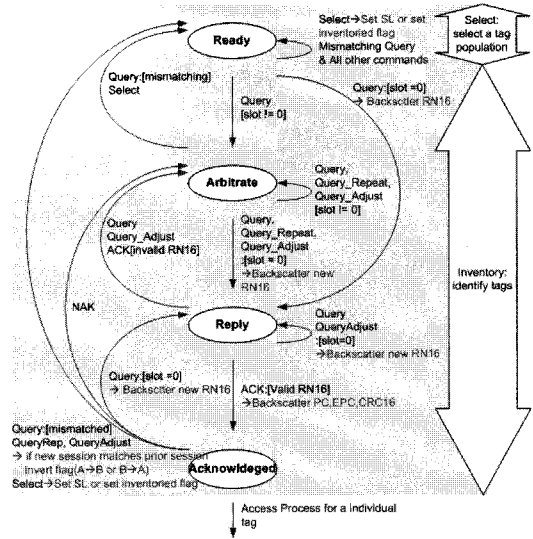 Ready
Select→Set SL or set
inventoried flag
Mismatching Query
& All other commands
Select:
select a tag
population
Query:[mismatching]
Select
Query
[slot != 0]
Query:[slot =0]
→ Backsctter RN16
Arbitrate
Query,
Query_Repeat,
Query_Adjust
[slot != 0]
Query
Query_Adjust
ACK[invalid RN16]
Query,
Query_Repeat,
Query_Adjust
:[slot = 0]
→Backscatter new
RN16
Inventory:
identify tags
NAK
Reply
Query
QueryAdjust
:[slot=0]
→Backscatter new RN16
Query:[slot =0]
→ Backsctter new RN16
ACK:[Valid RN16]
→Backscatter PC,EPC,CRC16
Query:[mismatched]
QueryRep, QueryAdjust
→ if new session matches prior session
Invert flag(A→B or B→A)
Select→Set SL or set inventoried flag
Acknowldeged
Access Process for a individual
tag